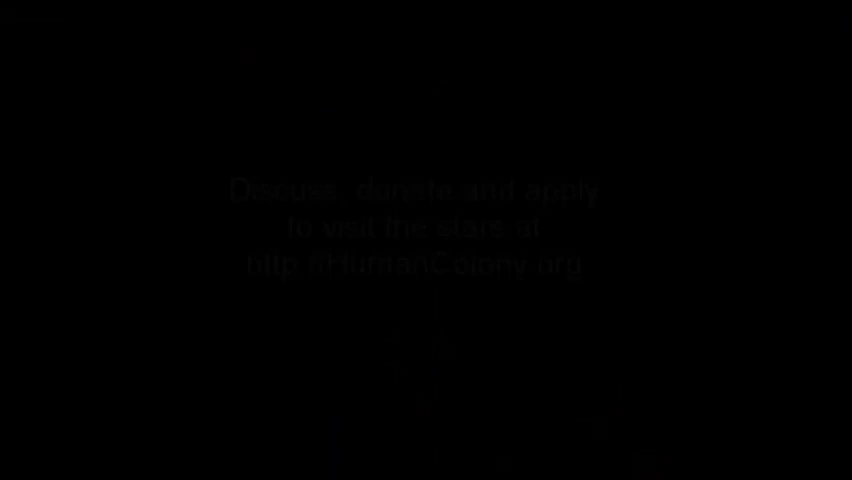 Discuss, donate and apply
to visit the stars at
http://HumanColony.org